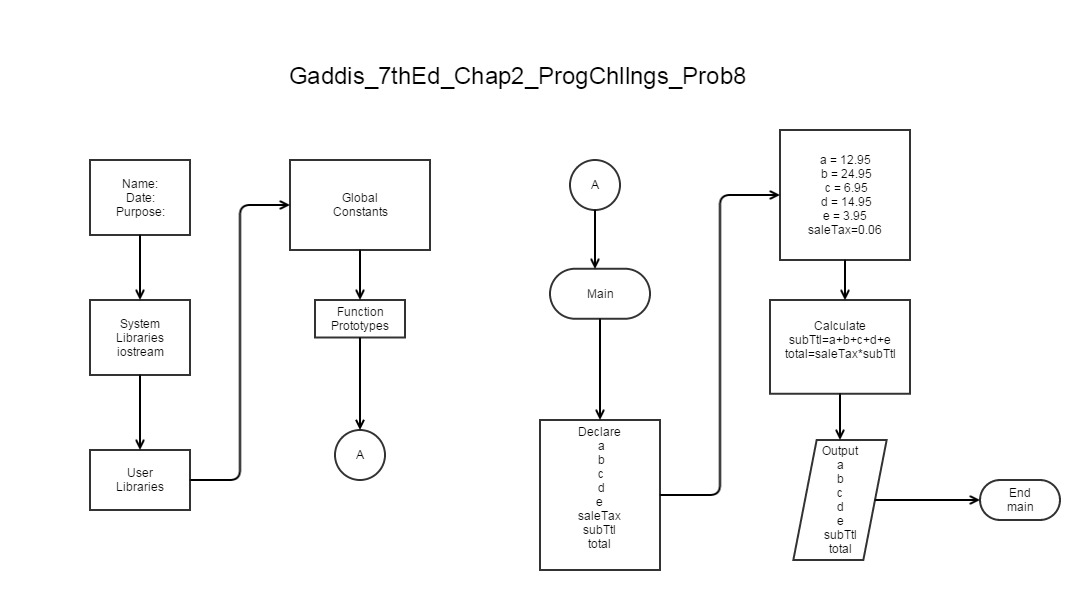 Gaddis_7thEd_Chap2_ProgChllngs_Prob8
Name:
Date:
Purpose:
System
Libraries
iostream
User
Libraries
Global
Constants
Function
Prototypes
A
A
Main
Declare
a
b
c
d
e
saleTax
subTtl
total
a = 12.95
b = 24.95
c = 6.95
d = 14.95
e = 3.95
saleTax=0.06
Calculate
subTtl=a+b+c+d+e
total=saleTax*subTtl
Output
a
b
c
d
e
subTtl
total
End
main